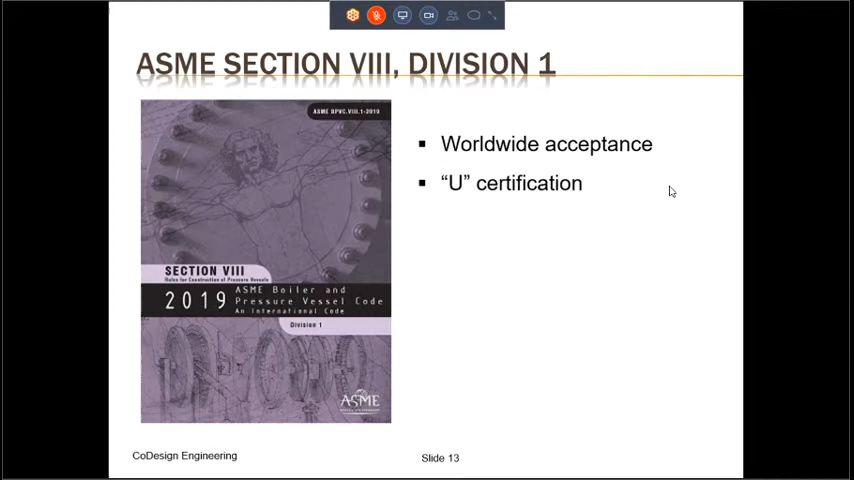 ASME SECTION VIII, DIVISION 1
ASME BPVC.VIII.1-2019
Worldwide acceptance
“U” certification
SECTION VIII
Rules for Construction of Pressure Vessels
2019
ASME Boiler and
Pressure Vessel Code
An International Code
Division 1
ASME
CoDesign Engineering
Slide 13